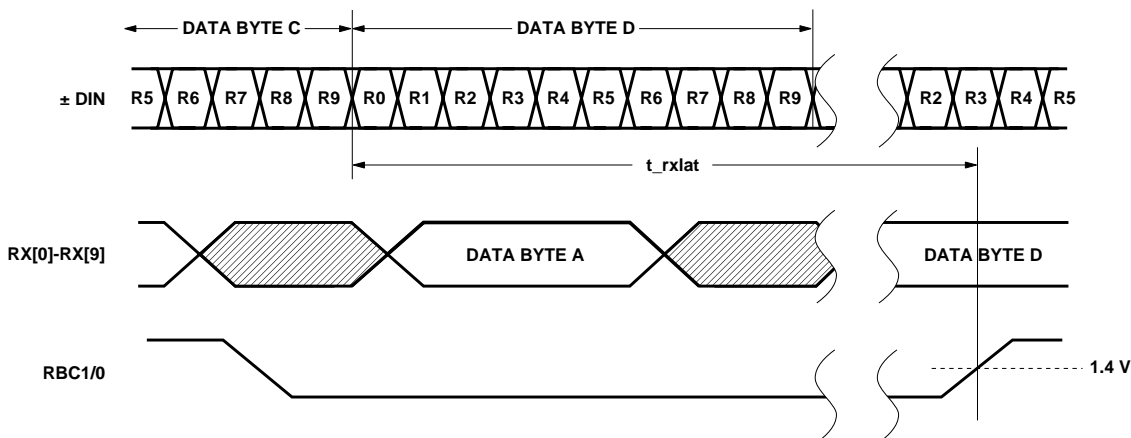 DATA BYTE C DATA BYTE D
± DIN R5 R6 R7 R8 R9 R0 R1 R2 R3 R4 R5 R6 R7 R8 R9 R2 R3 R4 R5
t_rxlat
RX[0]-RX[9] DATA BYTE A DATA BYTE D
RBC1/0 1.4 V